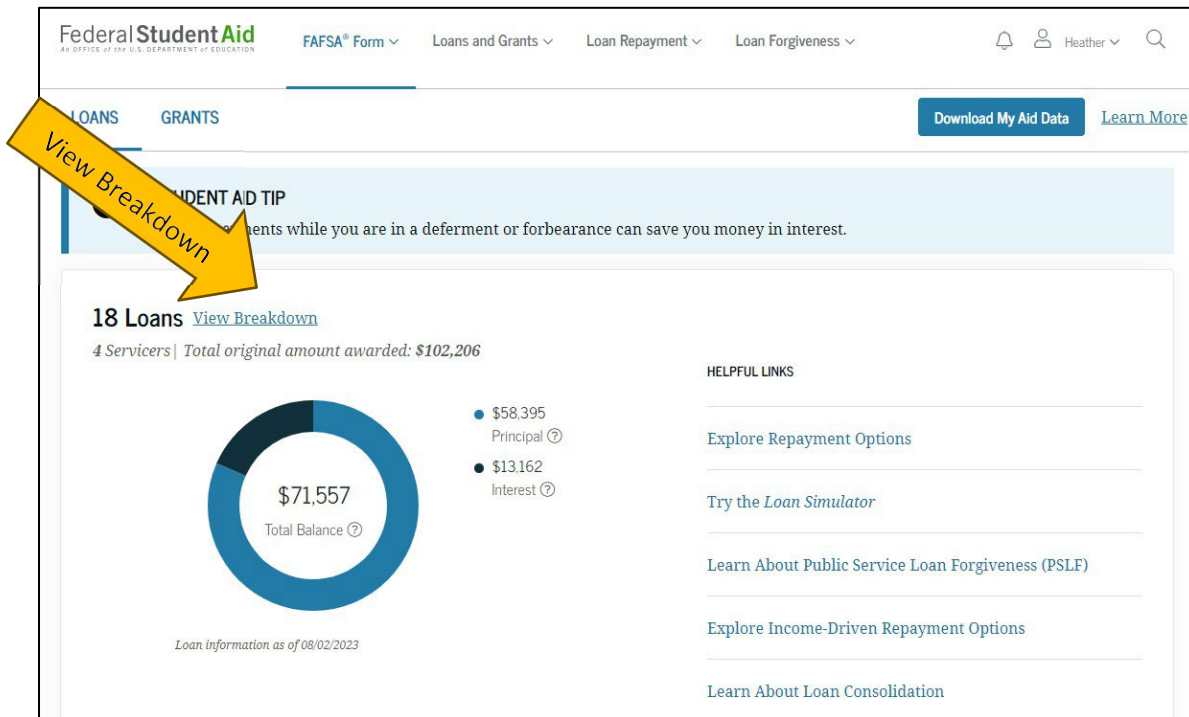 Federal Student Aid
An OFFICE of the U.S. DEPARTMENT of EDUCATION
FAFSA® Form
Loans and Grants
Loan Repayment
Loan Forgiveness
Heather
LOANS
GRANTS
Download My Aid Data
Learn More
View Breakdown
AID TIP
while you are in a deferment or forbearance can save you money in interest.
18 Loans View Breakdown
4 Servicers| Total original amount awarded: $102,206
$58,395
Principal ?
$13,162
Interest ?
$71,557
Total Balance ?
Loan information as of 08/02/2023
HELPFUL LINKS
Explore Repayment Options
Try the Loan Simulator
Learn About Public Service Loan Forgiveness (PSLF)
Explore Income-Driven Repayment Options
Learn About Loan Consolidation